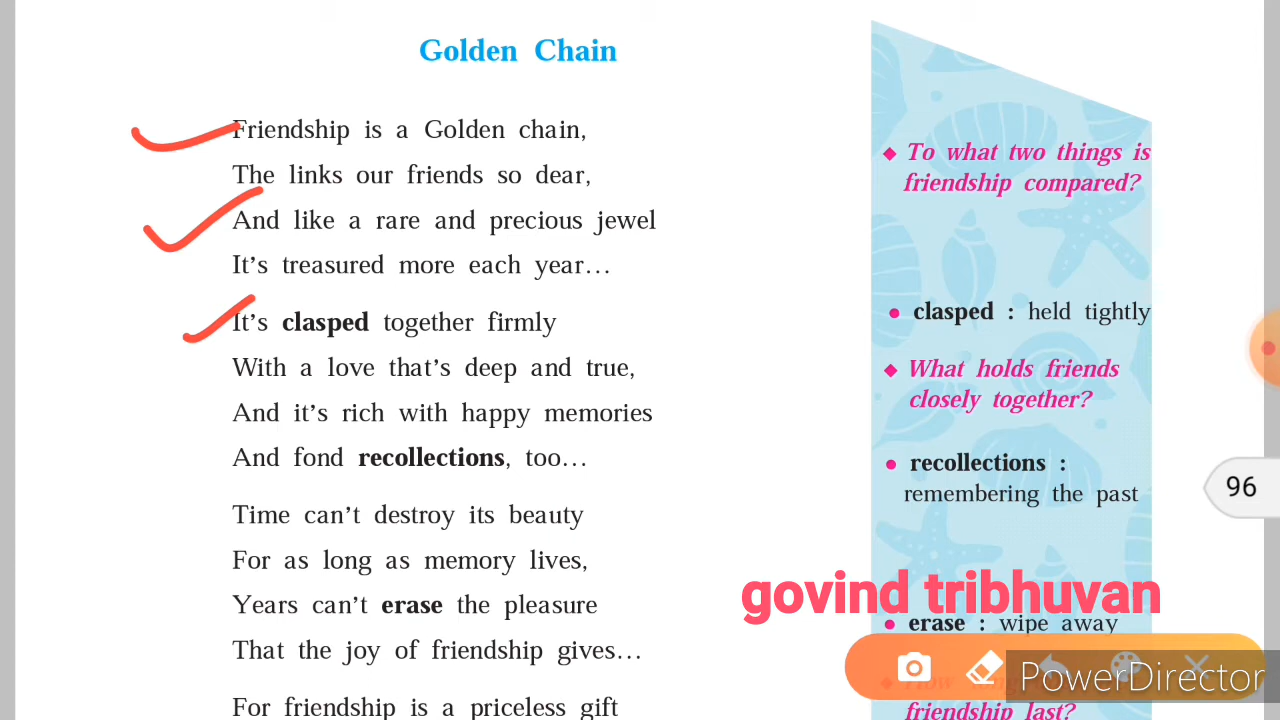 Golden Chain
Friendship is a Golden chain,
The links our friends so dear,
And like a rare and precious jewel
It's treasured more each year...
It's clasped together firmly
With a love that's deep and true,
And it's rich with happy memories
And fond recollections, too...
Time can't destroy its beauty
For as long as memory lives,
Years can't erase the pleasure
That the joy of friendship gives...
For friendship is a priceless gift
To what two things is
friendship compared?
clasped : held tightly
What holds friends
closely together?
recollections :
remembering the past
96
govind tribhuvan
erase : wipe away
PowerDirector
friendship last?